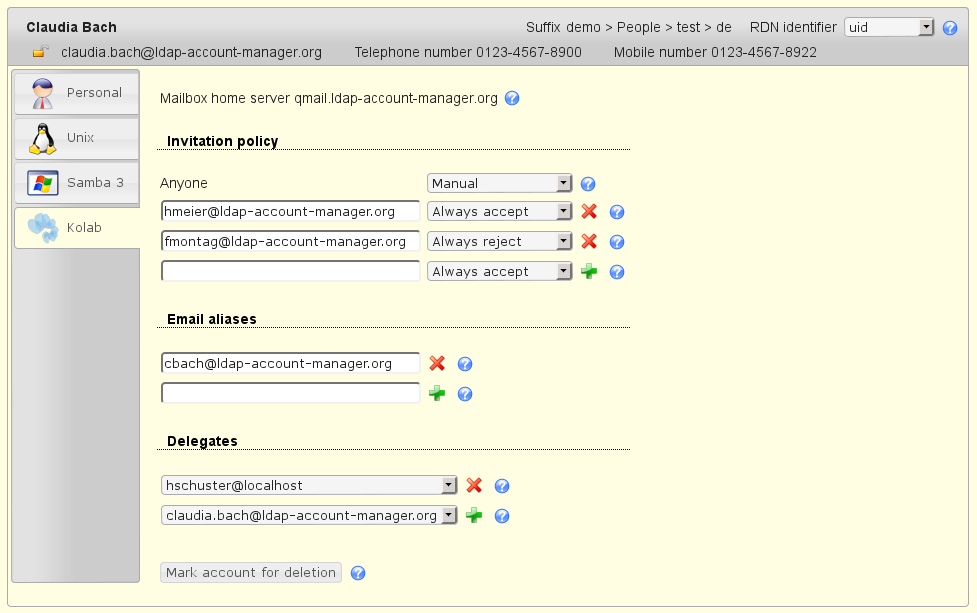 Claudia Bach
Suffix demo > People > test > de RDN identifier uid
claudia.bach@ldap-account-manager.org Telephone number 0123-4567-8900 Mobile number 0123-4567-8922
Personal
Unix
Samba 3
Kolab
Mailbox home server qmail.ldap-account-manager.org
Invitation policy
Anyone Manual
hmeier@ldap-account-manager.org Always accept
fmontag@ldap-account-manager.org Always reject
Always accept
Email aliases
cbach@ldap-account-manager.org
Delegates
hschuster@localhost
claudia.bach@ldap-account-manager.org
Mark account for deletion